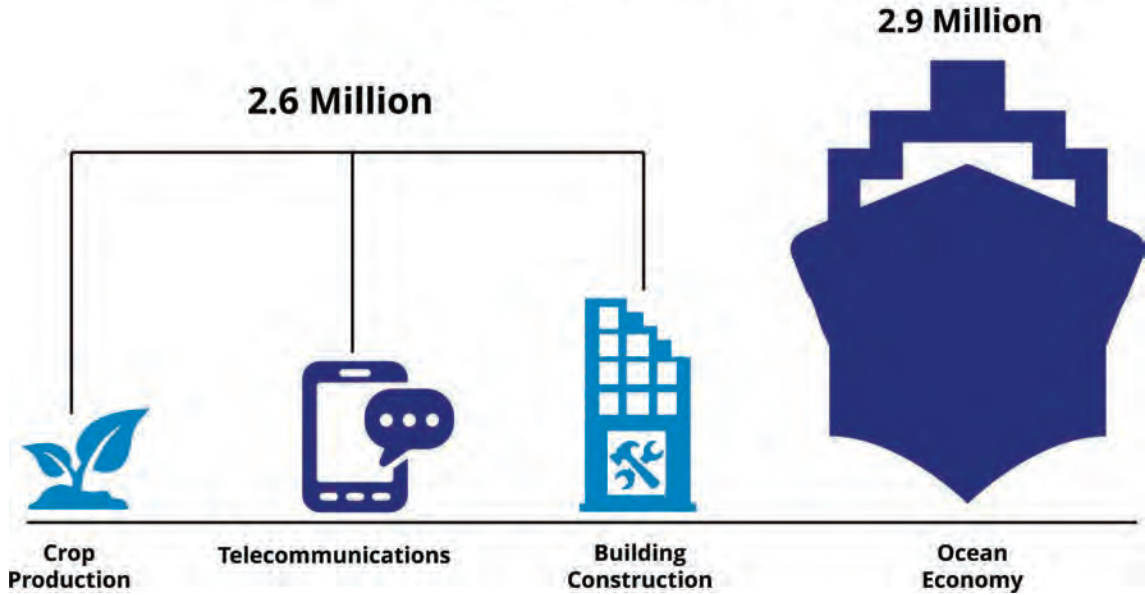 2.9 Million
2.6 Million
Crop
Production
Telecommunications
Building
Construction
Ocean
Economy